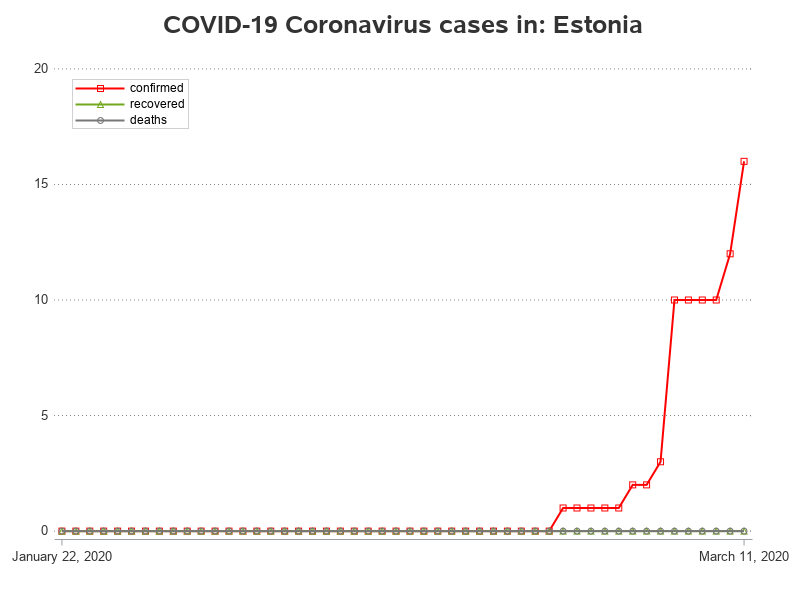 COVID-19 Coronavirus cases in: Estonia
20
confirmed
recovered
deaths
15
10
5
0
January 22, 2020 March 11, 2020